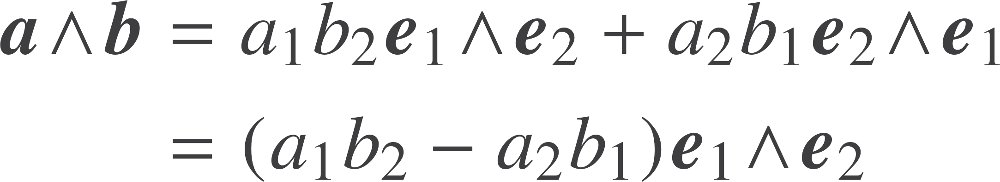 a ∧ b = a₁b₂e₁ ∧ e₂ + a₂b₁e₂ ∧ e₁
= (a₁b₂ − a₂b₁)e₁ ∧ e₂